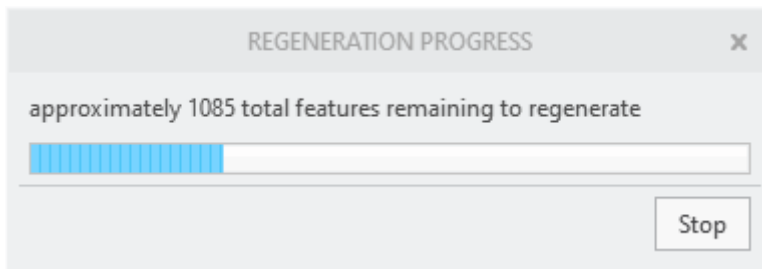 REGENERATION PROGRESS
approximately 1085 total features remaining to regenerate
Stop